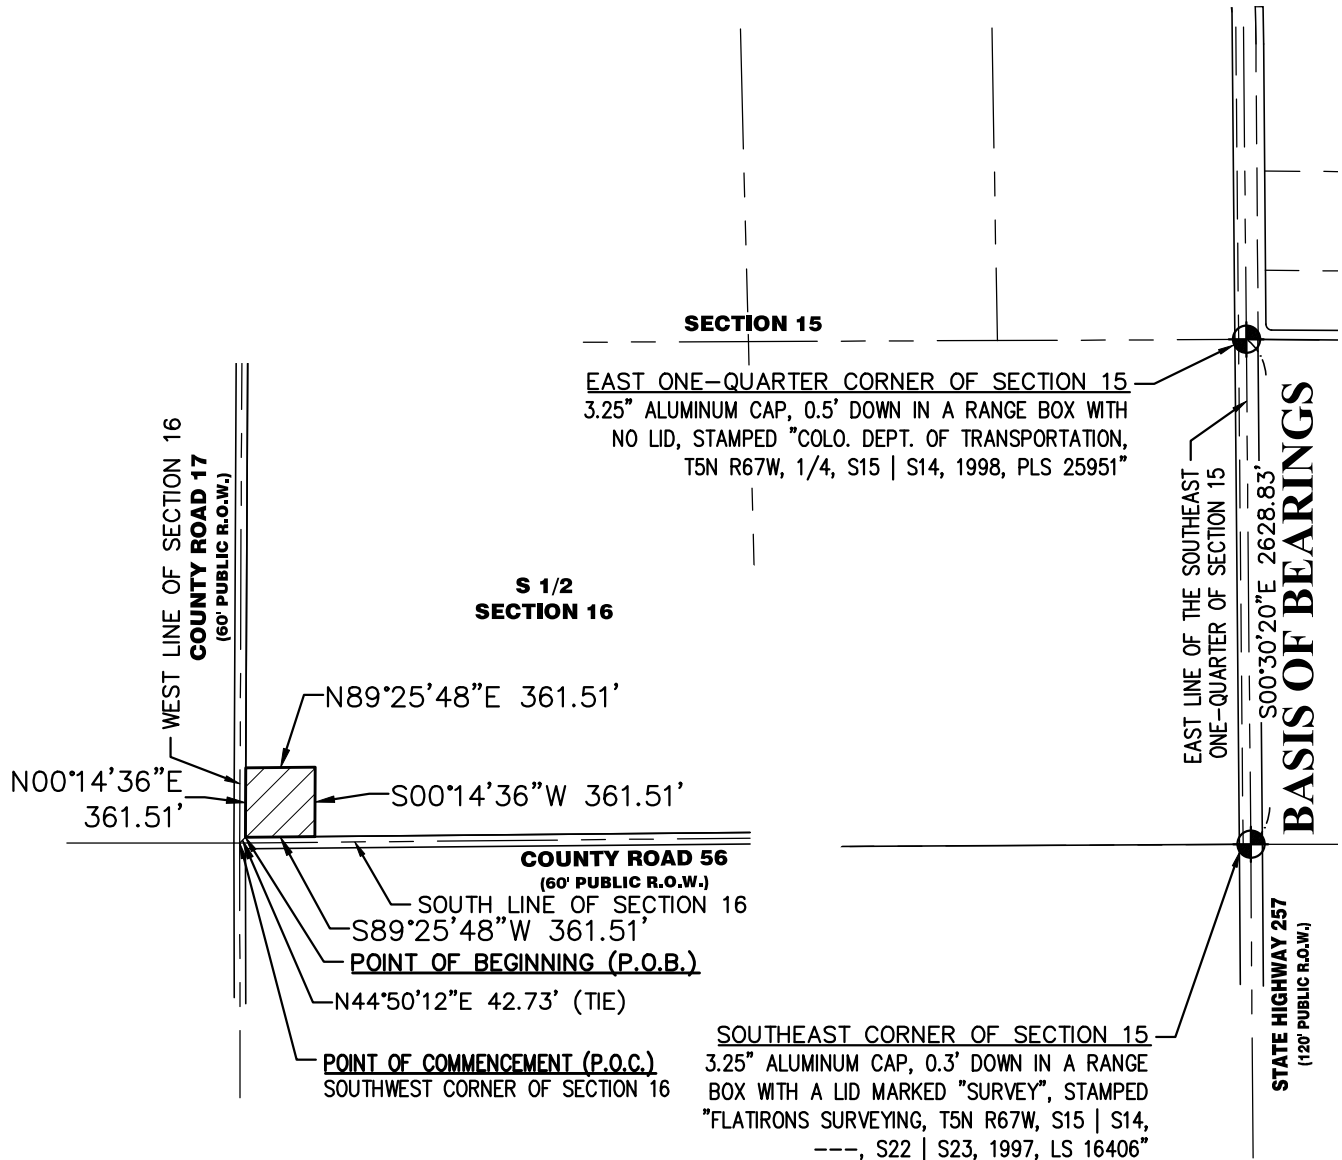 SECTION 15
EAST ONE-QUARTER CORNER OF SECTION 15
3.25" ALUMINUM CAP, 0.5' DOWN IN A RANGE BOX WITH
NO LID, STAMPED "COLO. DEPT. OF TRANSPORTATION,
T5N R67W, 1/4, S15 | S14, 1998, PLS 25951"
WEST LINE OF SECTION 16
COUNTY ROAD 17
(60' PUBLIC R.O.W.)
S 1/2
SECTION 16
EAST LINE OF THE SOUTHEAST
ONE-QUARTER OF SECTION 15
S00°30'20"E 2628.83'
BASIS OF BEARINGS
N89°25'48"E 361.51'
N00°14'36"E
361.51'
S00°14'36"W 361.51'
COUNTY ROAD 56
(60' PUBLIC R.O.W.)
SOUTH LINE OF SECTION 16
S89°25'48"W 361.51'
POINT OF BEGINNING (P.O.B.)
N44°50'12"E 42.73' (TIE)
POINT OF COMMENCEMENT (P.O.C.)
SOUTHWEST CORNER OF SECTION 16
SOUTHEAST CORNER OF SECTION 15
3.25" ALUMINUM CAP, 0.3' DOWN IN A RANGE
BOX WITH A LID MARKED "SURVEY", STAMPED
"FLATIRONS SURVEYING, T5N R67W, S15 | S14,
---, S22 | S23, 1997, LS 16406"
STATE HIGHWAY 257
(120' PUBLIC R.O.W.)